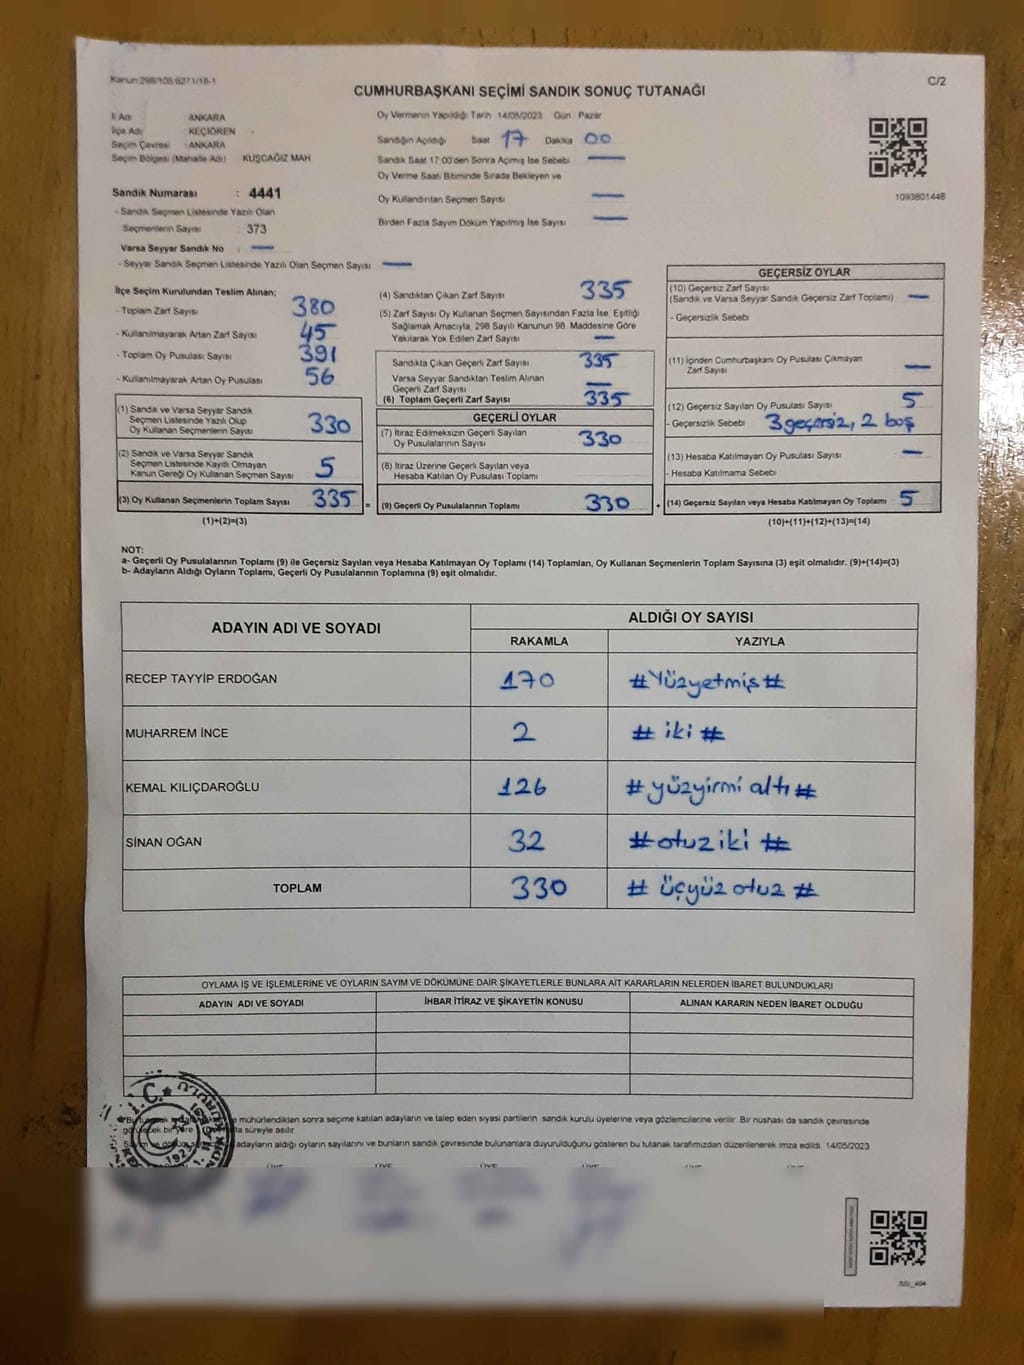 Kanun:298/105,6271/18-1
C/2
CUMHURBAŞKANI SEÇİMİ SANDIK SONUÇ TUTANAĞI
İl Adı ANKARA
İlçe Adı KEÇİÖREN
Seçim Çevresi : ANKARA
Seçim Bölgesi (Mahalle Adı) KUŞCAĞIZ MAH
Sandık Numarası : 4441
- Sandık Seçmen Listesinde Yazılı Olan
Seçmenlerin Sayısı : 373
Varsa Seyyar Sandık No : —
- Seyyar Sandık Seçmen Listesinde Yazılı Olan Seçmen Sayısı —
Oy Vermenin Yapıldığı Tarih 14/05/2023 Gün Pazar
Sandığın Açıldığı Saat 17 Dakika 00
Sandık Saat 17:00'den Sonra Açılmış İse Sebebi —
Oy Verme Saati Bitiminde Sırada Bekleyen ve
Oy Kullandırılan Seçmen Sayısı —
Birden Fazla Sayım Döküm Yapılmış İse Sayısı —
1093801448
İlçe Seçim Kurulundan Teslim Alınan;
- Toplam Zarf Sayısı 380
- Kullanılmayarak Artan Zarf Sayısı 45
- Toplam Oy Pusulası Sayısı 391
- Kullanılmayarak Artan Oy Pusulası 56
(1) Sandık ve Varsa Seyyar Sandık
Seçmen Listesinde Yazılı Olup
Oy Kullanan Seçmenlerin Sayısı 330
(2) Sandık ve Varsa Seyyar Sandık
Seçmen Listesinde Kayıtlı Olmayan
Kanun Gereği Oy Kullanan Seçmen Sayısı 5
(3) Oy Kullanan Seçmenlerin Toplam Sayısı 335 =
(1)+(2)=(3)
(4) Sandıktan Çıkan Zarf Sayısı 335
(5) Zarf Sayısı Oy Kullanan Seçmen Sayısından Fazla İse, Eşitliği
Sağlamak Amacıyla, 298 Sayılı Kanunun 98. Maddesine Göre
Yakılarak Yok Edilen Zarf Sayısı —
Sandıkta Çıkan Geçerli Zarf Sayısı 335
Varsa Seyyar Sandıktan Teslim Alınan
Geçerli Zarf Sayısı —
(6) Toplam Geçerli Zarf Sayısı 335
GEÇERLİ OYLAR
(7) İtiraz Edilmeksizin Geçerli Sayılan
Oy Pusulalarının Sayısı 330
(8) İtiraz Üzerine Geçerli Sayılan veya
Hesaba Katılan Oy Pusulası Toplamı
(9) Geçerli Oy Pusulalarının Toplamı 330 +
GEÇERSİZ OYLAR
(10) Geçersiz Zarf Sayısı
(Sandık ve Varsa Seyyar Sandık Geçersiz Zarf Toplamı) —
- Geçersizlik Sebebi
(11) İçinden Cumhurbaşkanı Oy Pusulası Çıkmayan
Zarf Sayısı —
(12) Geçersiz Sayılan Oy Pusulası Sayısı 5
- Geçersizlik Sebebi 3 geçersiz, 2 boş
(13) Hesaba Katılmayan Oy Pusulası Sayısı —
- Hesaba Katılmama Sebebi
(14) Geçersiz Sayılan veya Hesaba Katılmayan Oy Toplamı 5
(10)+(11)+(12)+(13)=(14)
NOT:
a- Geçerli Oy Pusulalarının Toplamı (9) ile Geçersiz Sayılan veya Hesaba Katılmayan Oy Toplamı (14) Toplamları, Oy Kullanan Seçmenlerin Toplam Sayısına (3) eşit olmalıdır. (9)+(14)=(3)
b- Adayların Aldığı Oyların Toplamı, Geçerli Oy Pusulalarının Toplamına (9) eşit olmalıdır.
ADAYIN ADI VE SOYADI
ALDIĞI OY SAYISI
RAKAMLA YAZIYLA
RECEP TAYYİP ERDOĞAN 170 #Yüzyetmiş#
MUHARREM İNCE 2 # iki #
KEMAL KILIÇDAROĞLU 126 # yüzyirmi altı #
SİNAN OĞAN 32 #otuziki #
TOPLAM 330 # üçyüz otuz #
OYLAMA İŞ VE İŞLEMLERİNE VE OYLARIN SAYIM VE DÖKÜMÜNE DAİR ŞİKAYETLERLE BUNLARA AİT KARARLARIN NELERDEN İBARET BULUNDUKLARI
ADAYIN ADI VE SOYADI İHBAR İTİRAZ VE ŞİKAYETİN KONUSU ALINAN KARARIN NEDEN İBARET OLDUĞU
mühürlendikten sonra seçime katılan adayların ve talep eden siyasi partilerin sandık kurulu üyelerine veya gözlemcilerine verilir. Bir nüshası da sandık çevresinde
süreyle asılır.
adayların aldığı oyların sayılarını ve bunların sandık çevresinde bulunanlara duyurulduğunu gösteren bu tutanak tarafımızdan düzenlenerek imza edildi. 14/05/2023
T.C.
1923